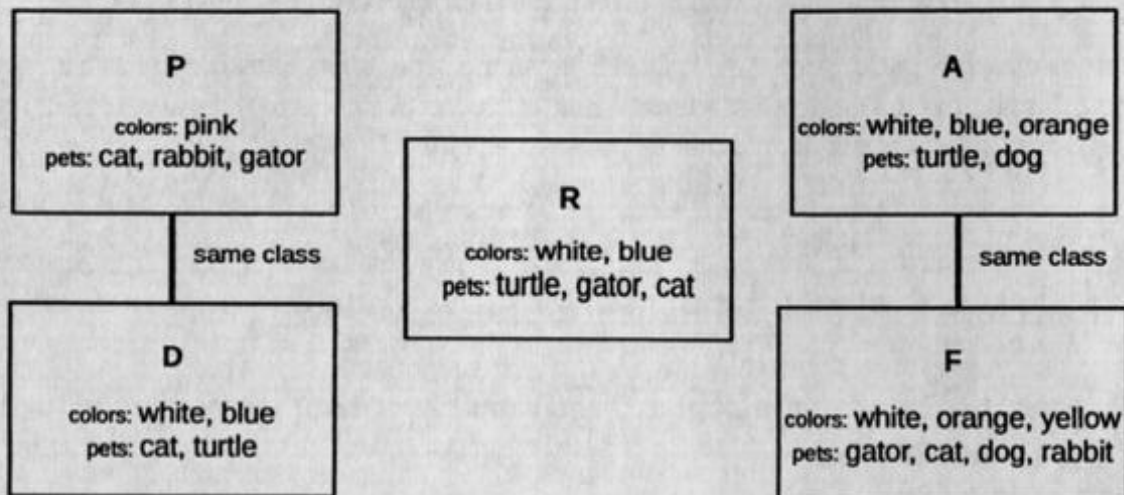 P
colors: pink
pets: cat, rabbit, gator
same class
D
colors: white, blue
pets: cat, turtle
R
colors: white, blue
pets: turtle, gator, cat
A
colors: white, blue, orange
pets: turtle, dog
same class
F
colors: white, orange, yellow
pets: gator, cat, dog, rabbit